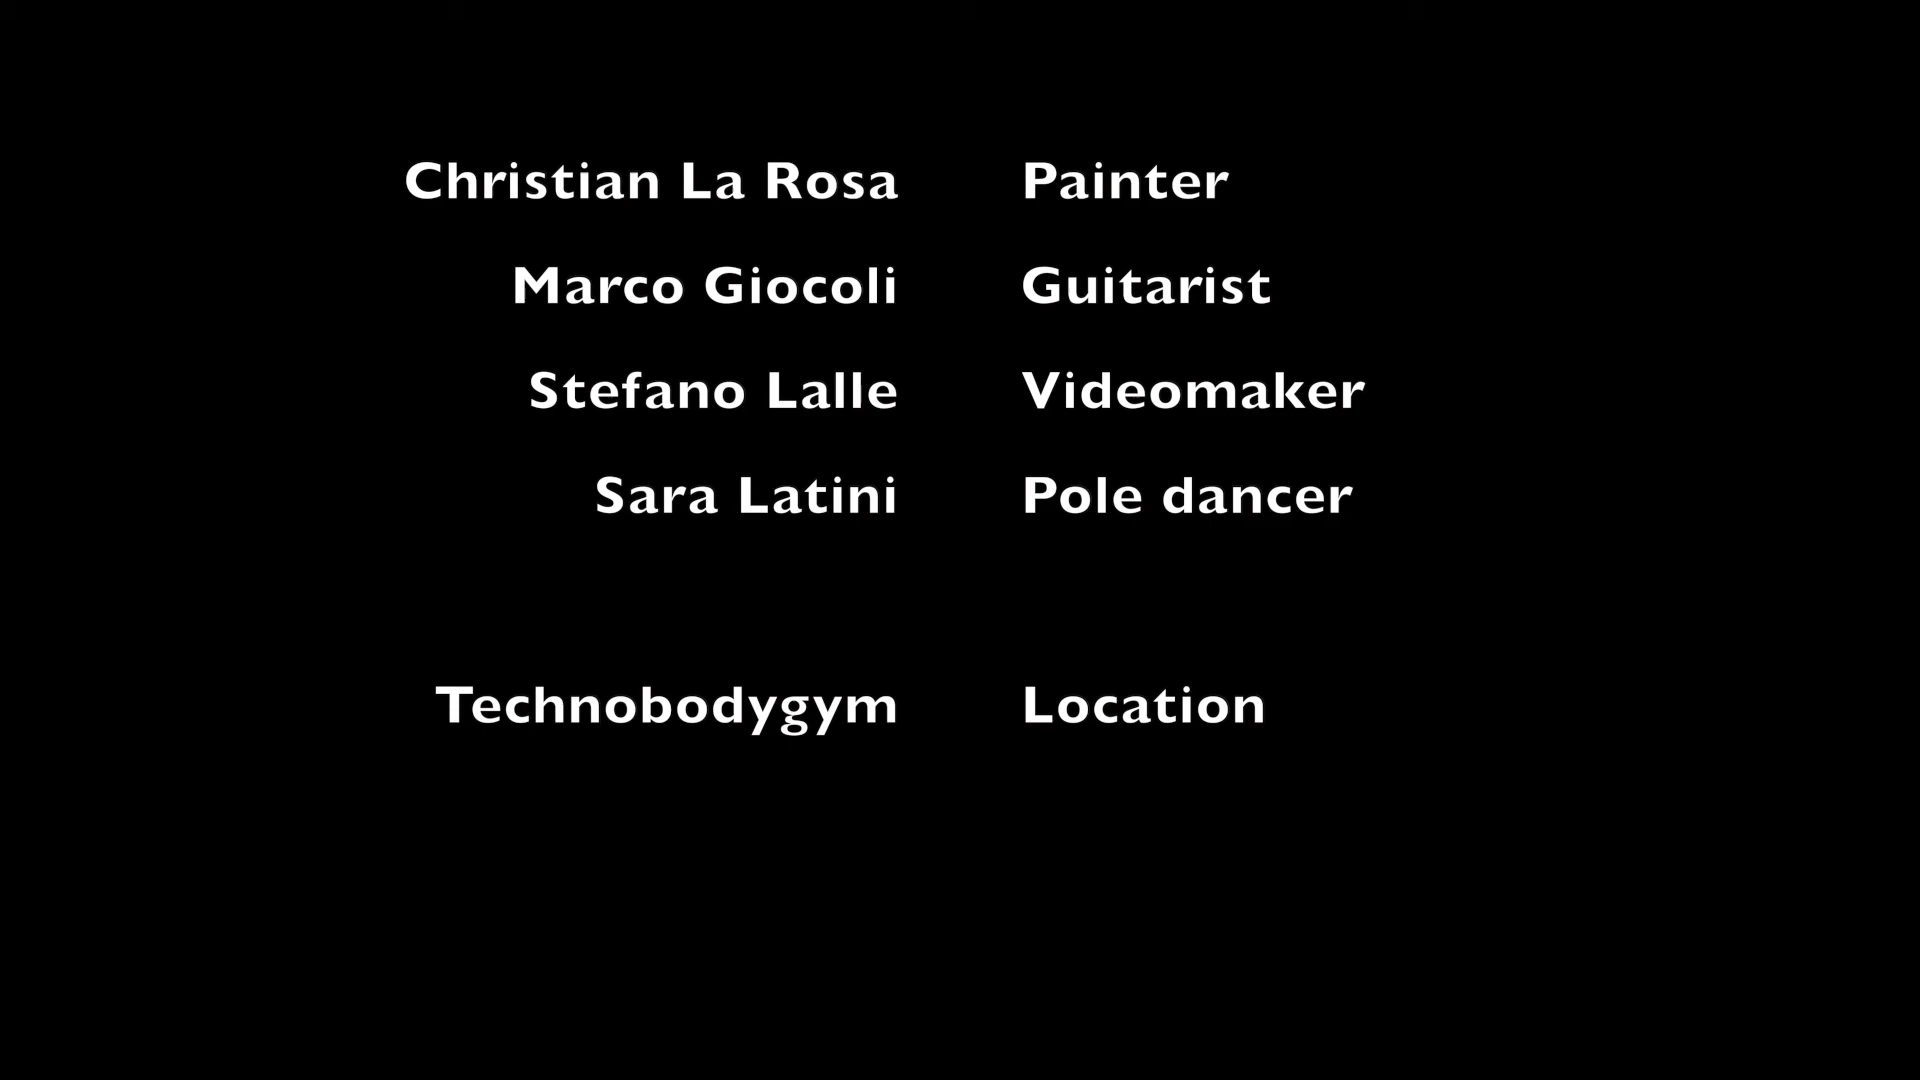 Christian La Rosa Painter
Marco Giocoli Guitarist
Stefano Lalle Videomaker
Sara Latini Pole dancer
Technobodygym Location